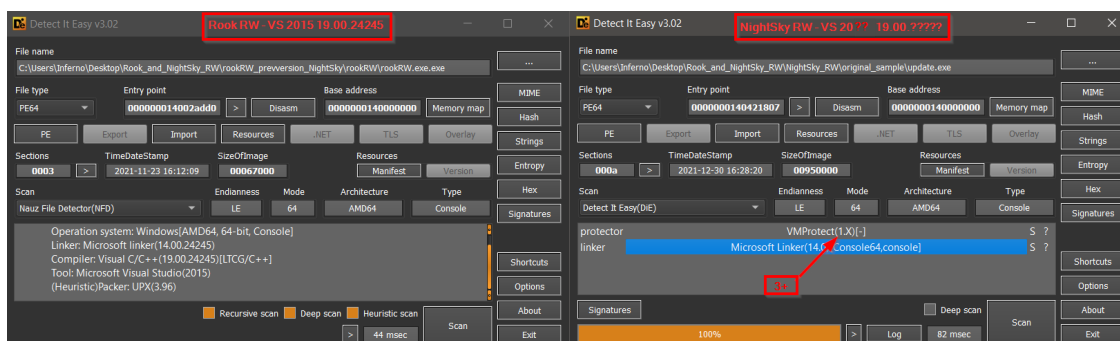 Detect It Easy v3.02
Rook RW - VS 2015 19.00.24245
File name
C:\Users\Inferno\Desktop\Rook_and_NightSky_RW\rookRW_prevversion_NightSky\rookRW\rookRW.exe.exe
...
File type
Entry point
Base address
MIME
PE64
000000014002add0
>
Disasm
0000000140000000
Memory map
Hash
PE
Export
Import
Resources
.NET
TLS
Overlay
Strings
Sections
TimeDateStamp
SizeOfImage
Resources
Entropy
0003
>
2021-11-23 16:12:09
00067000
Manifest
Version
Hex
Scan
Endianness
Mode
Architecture
Type
Nauz File Detector(NFD)
LE
64
AMD64
Console
Signatures
Operation system: Windows[AMD64, 64-bit, Console]
Linker: Microsoft linker(14.00.24245)
Compiler: Visual C/C++(19.00.24245)[LTCG/C++]
Tool: Microsoft Visual Studio(2015)
(Heuristic)Packer: UPX(3.96)
Shortcuts
Options
Recursive scan
Deep scan
Heuristic scan
About
>
44 msec
Scan
Exit
Detect It Easy v3.02
NightSky RW - VS 20?? 19.00.?????
File name
C:\Users\Inferno\Desktop\Rook_and_NightSky_RW\NightSky_RW\original_sample\update.exe
...
File type
Entry point
Base address
MIME
PE64
0000000140421807
>
Disasm
0000000140000000
Memory map
Hash
PE
Export
Import
Resources
.NET
TLS
Overlay
Strings
Sections
TimeDateStamp
SizeOfImage
Resources
Entropy
000a
>
2021-12-30 16:28:20
00950000
Manifest
Version
Hex
Scan
Endianness
Mode
Architecture
Type
Detect It Easy(DiE)
LE
64
AMD64
Console
Signatures
protector
VMProtect(1.X)[-]
S ?
linker
Microsoft Linker(14.0
Console64,console]
S ?
3+
Shortcuts
Options
Signatures
Deep scan
Scan
About
100%
>
Log
82 msec
Exit